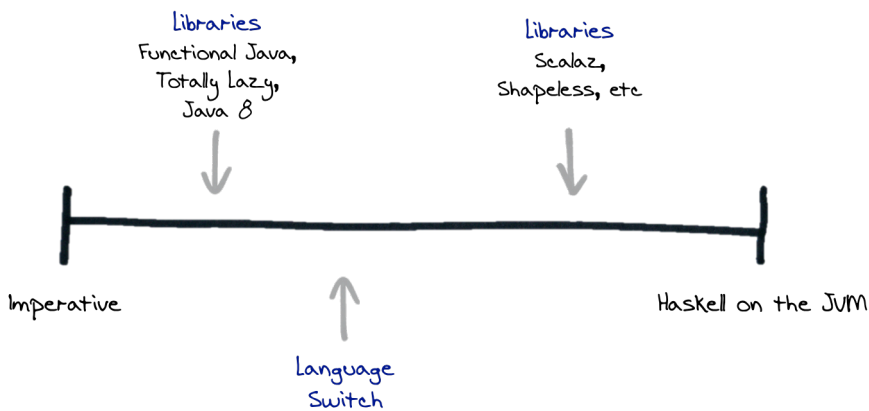 Libraries
Functional Java,
Totally Lazy,
Java 8
Libraries
Scalaz,
Shapeless, etc
Imperative
Haskell on the JVM
Language
Switch